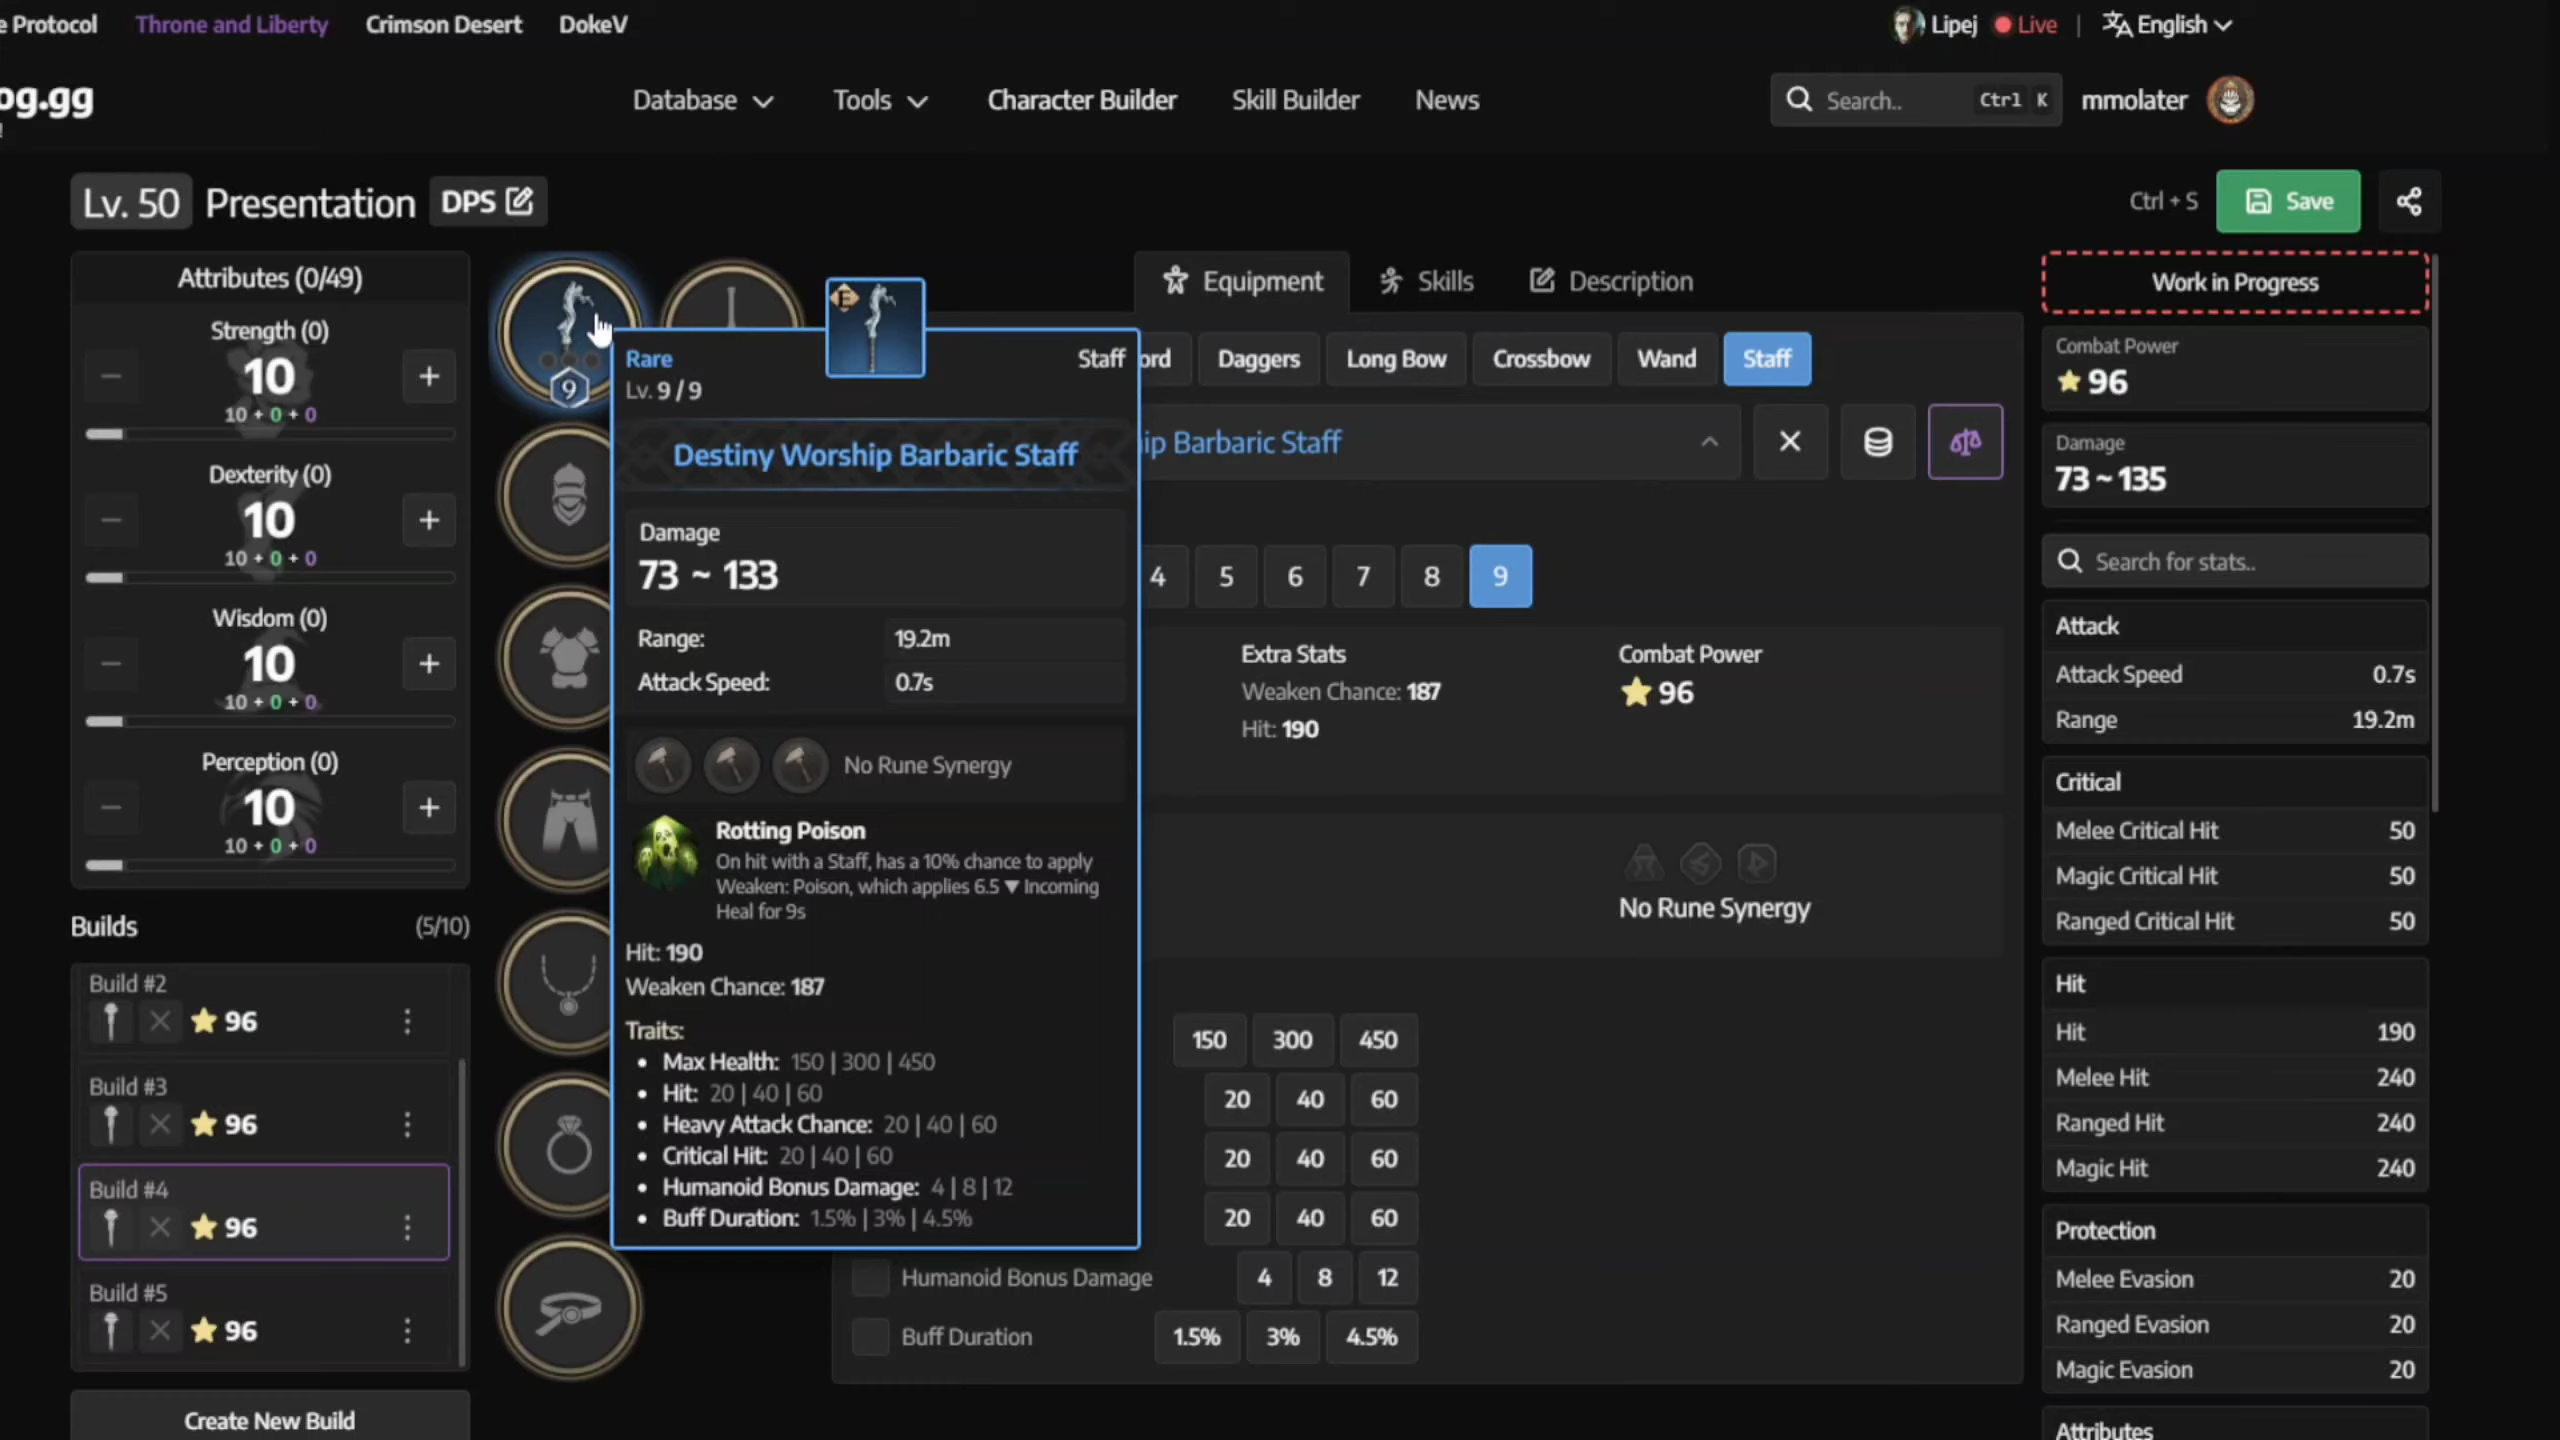 e Protocol
Throne and Liberty
Crimson Desert
DokeV
Lipej
Live
English
og.gg
Database
Tools
Character Builder
Skill Builder
News
Search..
Ctrl K
mmolater
Lv. 50 Presentation
DPS
Ctrl + S
Save
Attributes (0/49)
Strength (0)
10
10 + 0 + 0
Dexterity (0)
10
10 + 0 + 0
Wisdom (0)
10
10 + 0 + 0
Perception (0)
10
10 + 0 + 0
Builds (5/10)
Build #2
96
Build #3
96
Build #4
96
Build #5
96
Create New Build
9
E
Rare
Staff
Lv. 9 / 9
Destiny Worship Barbaric Staff
Damage
73 ~ 133
Range: 19.2m
Attack Speed: 0.7s
No Rune Synergy
Rotting Poison
On hit with a Staff, has a 10% chance to apply
Weaken: Poison, which applies 6.5 ▼ Incoming
Heal for 9s
Hit: 190
Weaken Chance: 187
Traits:
• Max Health: 150 | 300 | 450
• Hit: 20 | 40 | 60
• Heavy Attack Chance: 20 | 40 | 60
• Critical Hit: 20 | 40 | 60
• Humanoid Bonus Damage: 4 | 8 | 12
• Buff Duration: 1.5% | 3% | 4.5%
Equipment
Skills
Description
ord
Daggers
Long Bow
Crossbow
Wand
Staff
ip Barbaric Staff
4 5 6 7 8 9
Extra Stats
Weaken Chance: 187
Hit: 190
Combat Power
96
No Rune Synergy
150 300 450
20 40 60
20 40 60
20 40 60
Humanoid Bonus Damage 4 8 12
Buff Duration 1.5% 3% 4.5%
Work in Progress
Combat Power
96
Damage
73 ~ 135
Search for stats..
Attack
Attack Speed 0.7s
Range 19.2m
Critical
Melee Critical Hit 50
Magic Critical Hit 50
Ranged Critical Hit 50
Hit
Hit 190
Melee Hit 240
Ranged Hit 240
Magic Hit 240
Protection
Melee Evasion 20
Ranged Evasion 20
Magic Evasion 20
Attributes